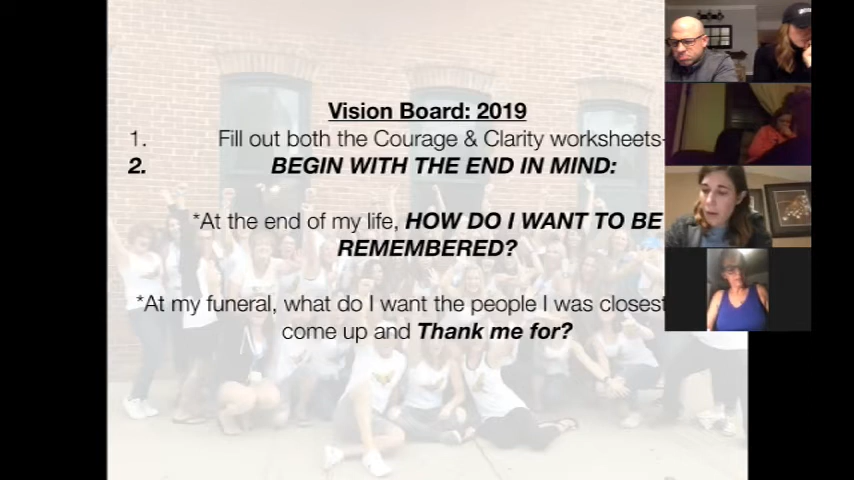 Vision Board: 2019
1. Fill out both the Courage & Clarity worksheets-
2. BEGIN WITH THE END IN MIND:
*At the end of my life, HOW DO I WANT TO BE
REMEMBERED?
*At my funeral, what do I want the people I was closest
come up and Thank me for?